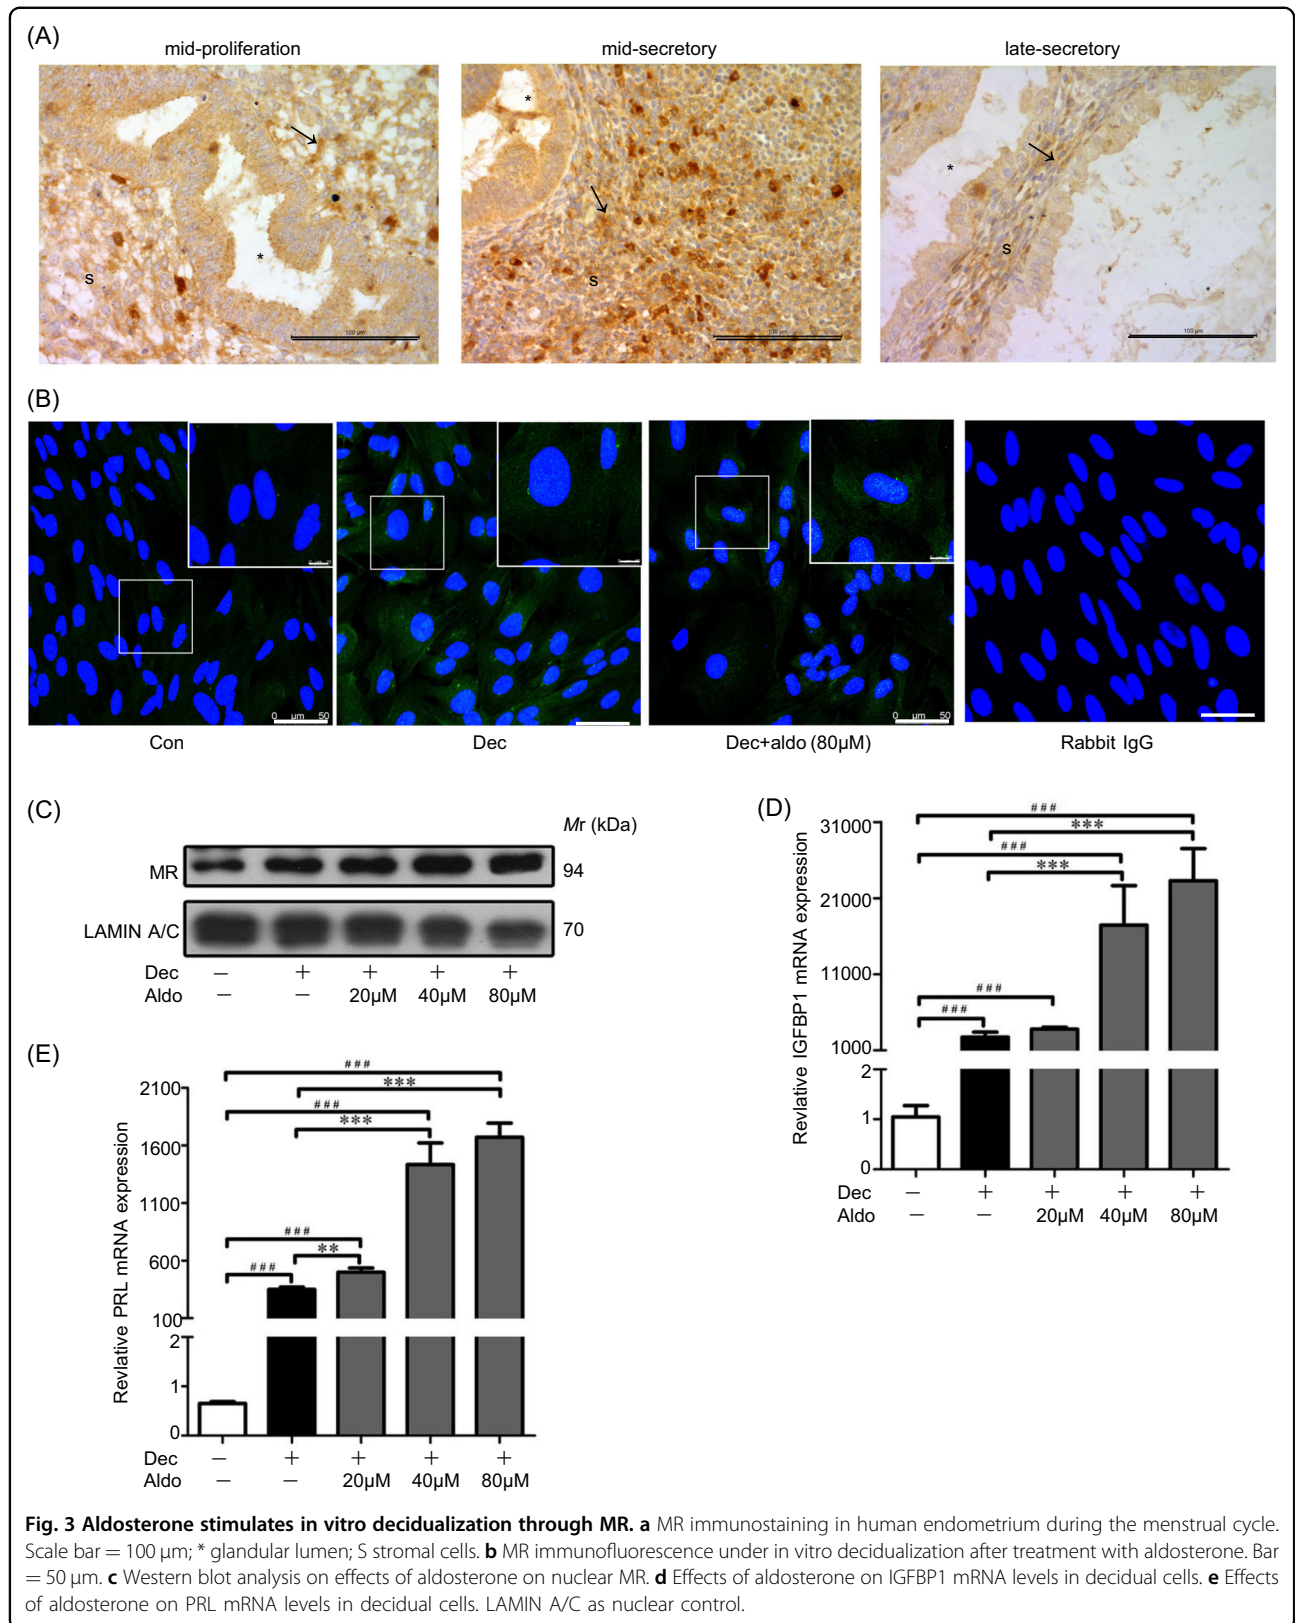 (A)
mid-proliferation mid-secretory late-secretory
* s 100 µm
* s 100 µm
* s 100 µm
(B)
0 µm 50 0 µm 50
Con Dec Dec+aldo (80µM) Rabbit IgG
(C)
Mr (kDa)
MR 94
LAMIN A/C 70
Dec − + + + +
Aldo − − 20µM 40µM 80µM
(D)
Revlative IGFBP1 mRNA expression
31000
21000
11000
1000
2
1
0
###
***
###
***
###
###
Dec − + + + +
Aldo − − 20µM 40µM 80µM
(E)
Revlative PRL mRNA expression
2100
1600
1100
600
100
2
1
0
###
***
###
***
###
**
###
Dec − + + + +
Aldo − − 20µM 40µM 80µM
Fig. 3 Aldosterone stimulates in vitro decidualization through MR. a MR immunostaining in human endometrium during the menstrual cycle.
Scale bar = 100 µm; * glandular lumen; S stromal cells. b MR immunofluorescence under in vitro decidualization after treatment with aldosterone. Bar
= 50 µm. c Western blot analysis on effects of aldosterone on nuclear MR. d Effects of aldosterone on IGFBP1 mRNA levels in decidual cells. e Effects
of aldosterone on PRL mRNA levels in decidual cells. LAMIN A/C as nuclear control.